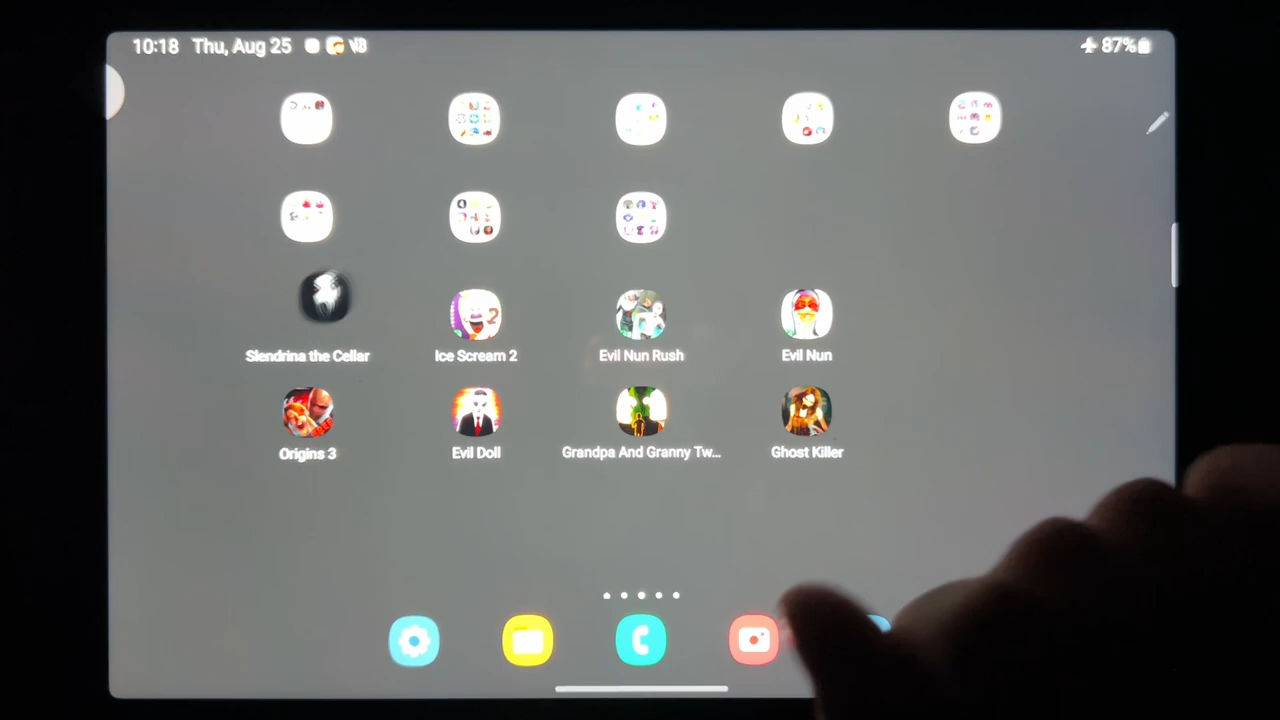 10:18 Thu, Aug 25
87%
Slendrina the Cellar
Ice Scream 2
Evil Nun Rush
Evil Nun
Origins 3
Evil Doll
Grandpa And Granny Tw...
Ghost Killer